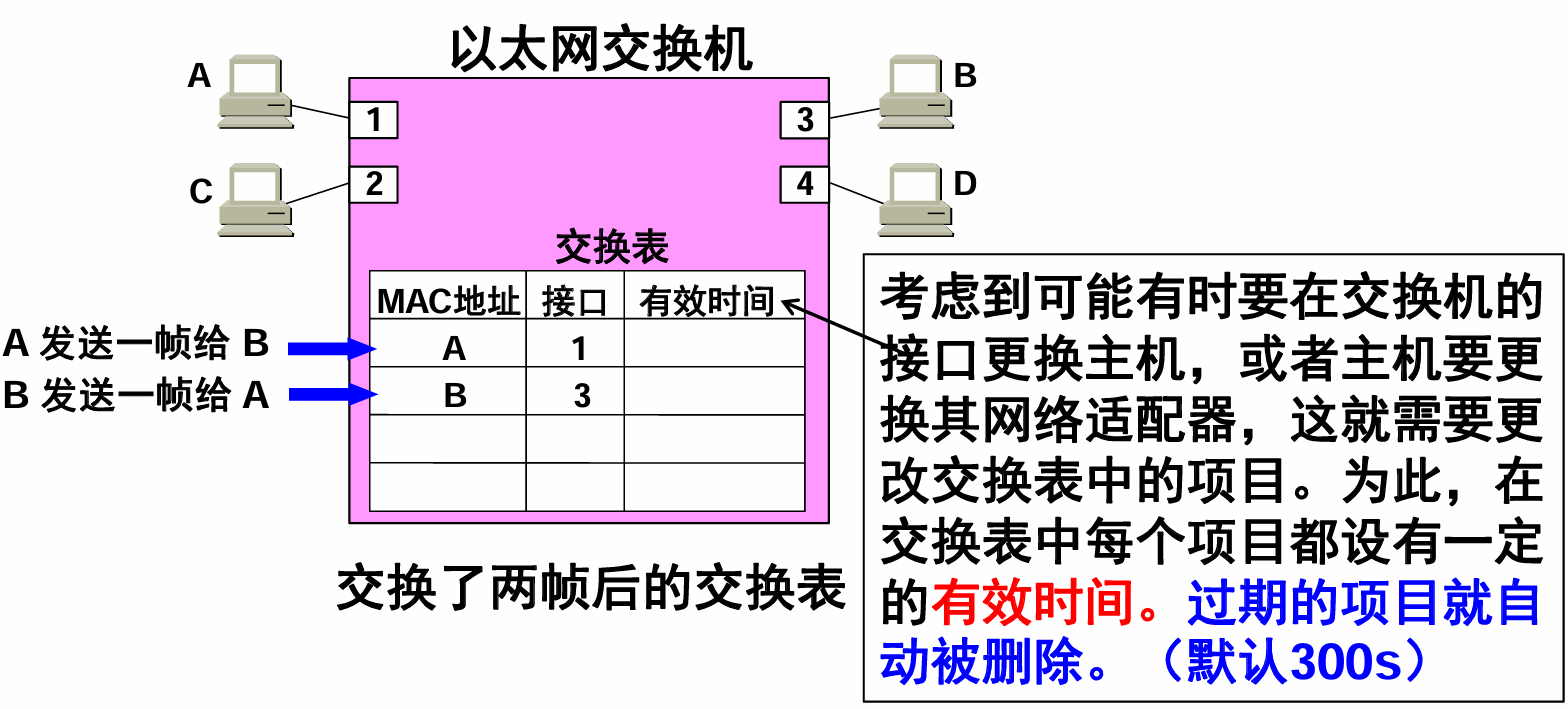 以太网交换机
A
B
1
3
C
2
4
D
交换表
MAC地址 接口 有效时间
A 发送一帧给 B
A 1
B 发送一帧给 A
B 3
交换了两帧后的交换表
考虑到可能有时要在交换机的
接口更换主机，或者主机要更
换其网络适配器，这就需要更
改交换表中的项目。为此，在
交换表中每个项目都设有一定
的有效时间。过期的项目就自
动被删除。（默认300s）